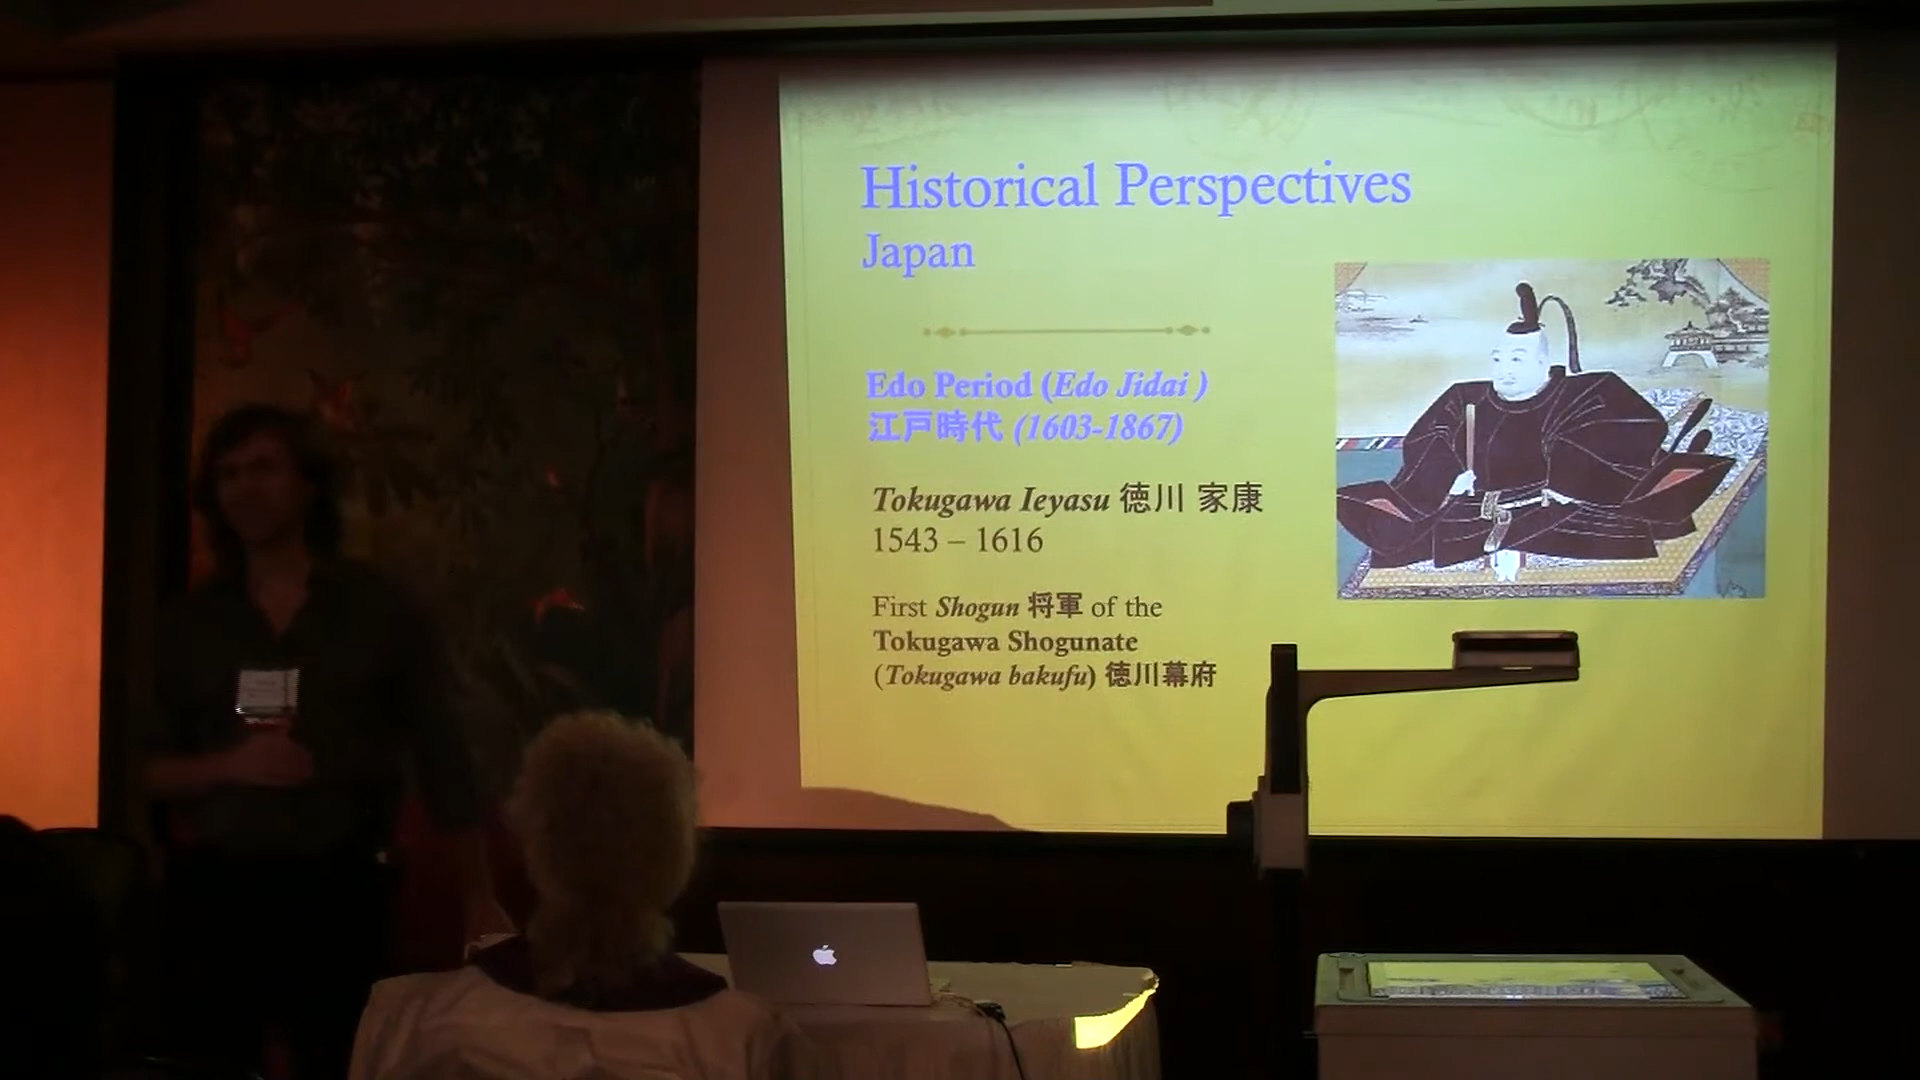 Historical Perspectives
Japan
Edo Period (Edo Jidai )
江戸時代 (1603-1867)
Tokugawa Ieyasu 徳川 家康
1543 – 1616
First Shogun 将軍 of the
Tokugawa Shogunate
(Tokugawa bakufu) 徳川幕府